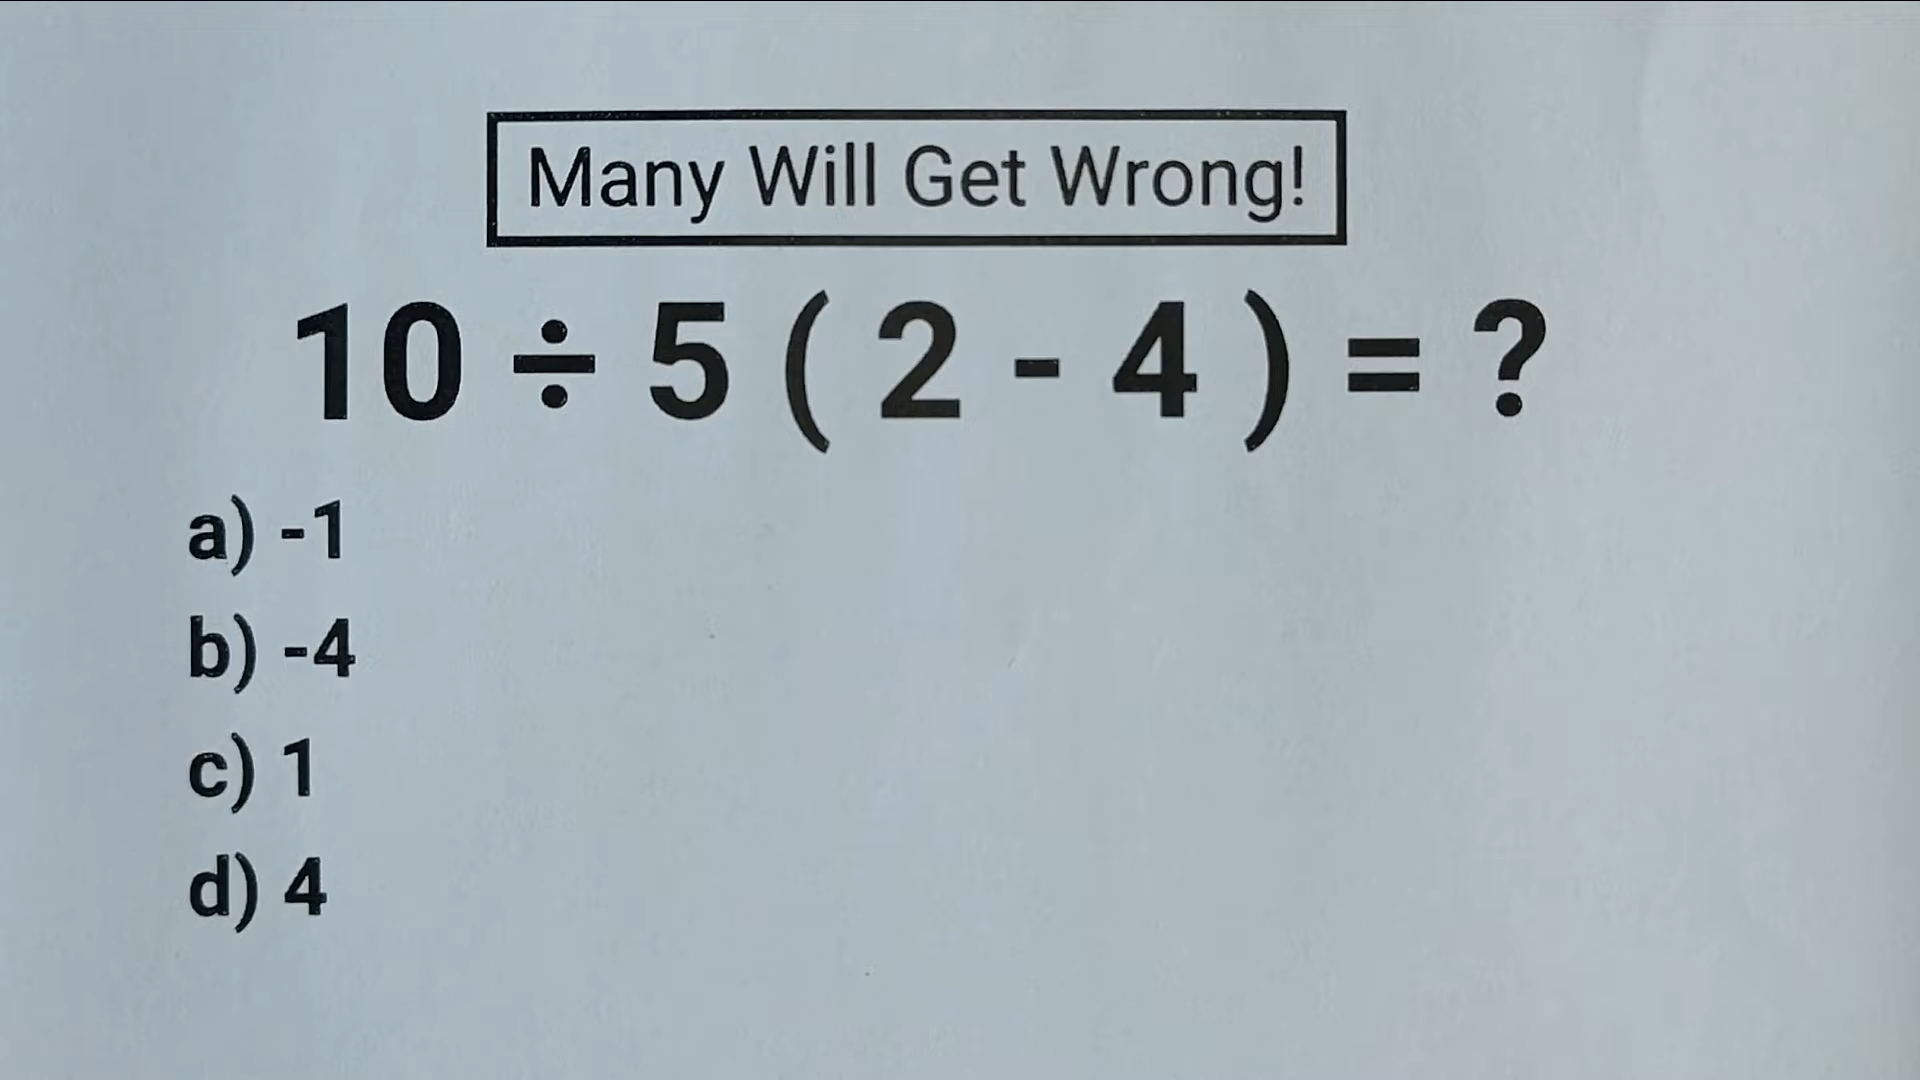 Many Will Get Wrong!
10 ÷ 5 ( 2 - 4 ) = ?
a) -1
b) -4
c) 1
d) 4